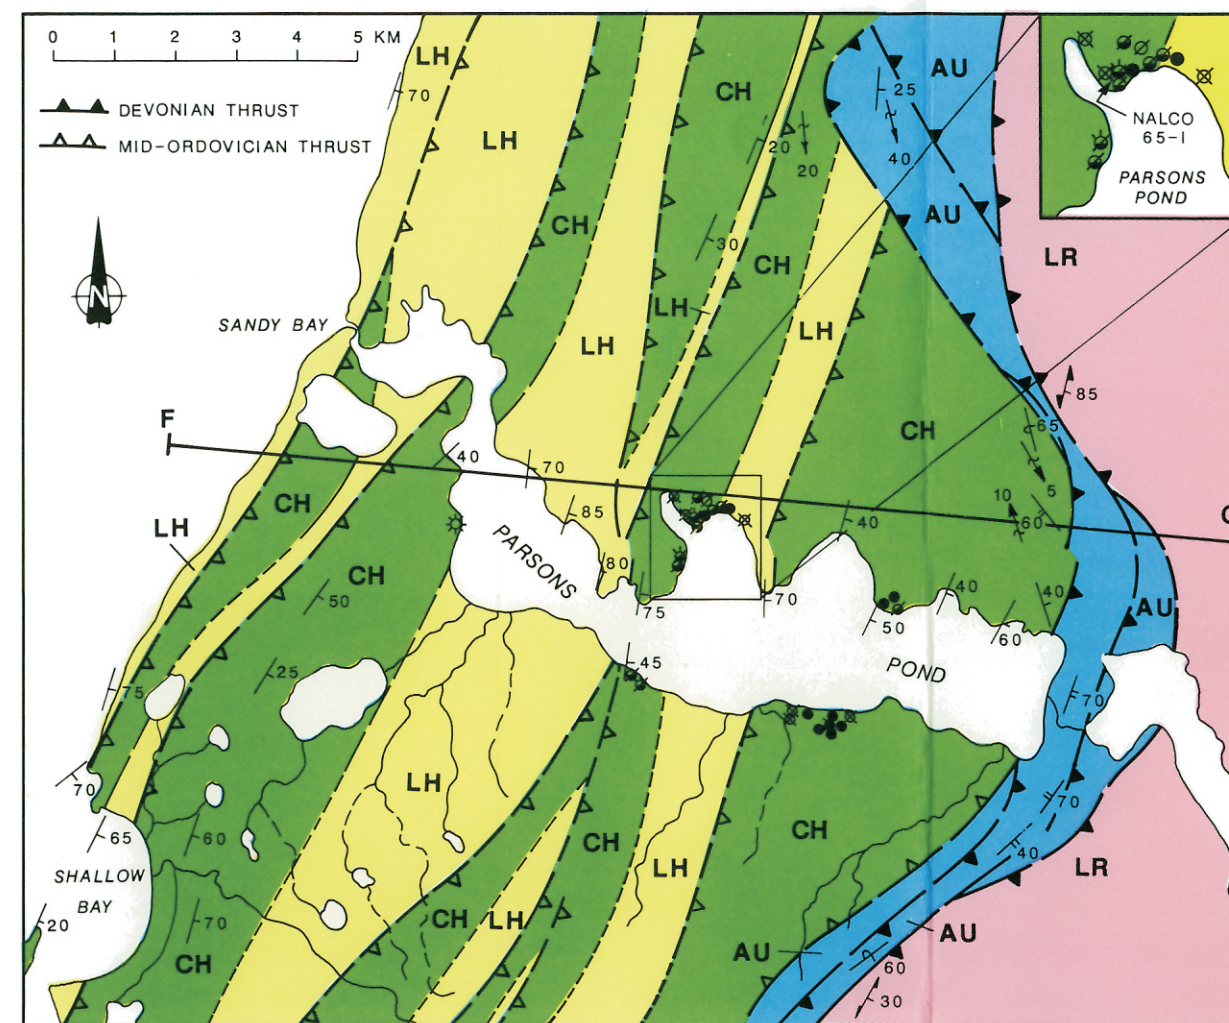 0 1 2 3 4 5 KM
DEVONIAN THRUST
MID-ORDOVICIAN THRUST
N
LH
70
LH
CH
AU
25
40
20
20
NALCO
65-I
PARSONS
POND
AU
LR
CH
30
CH
LH
SANDY BAY
LH
LH
85
CH
65
F
40
70
5
10
60
40
CH
85
LH
PARSONS
80
CH
50
75
70
50
40
60
40
AU
45
POND
25
75
70
LH
70
70
65
60
CH
CH
40
LH
LR
SHALLOW
BAY
20
70
CH
CH
LH
AU
AU
60
30